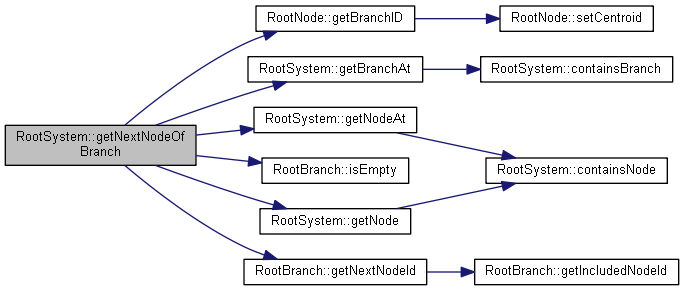 RootNode::getBranchID
RootNode::setCentroid
RootSystem::getBranchAt
RootSystem::containsBranch
RootSystem::getNodeAt
RootSystem::getNextNodeOf
Branch
RootBranch::isEmpty
RootSystem::containsNode
RootSystem::getNode
RootBranch::getNextNodeId
RootBranch::getIncludedNodeId